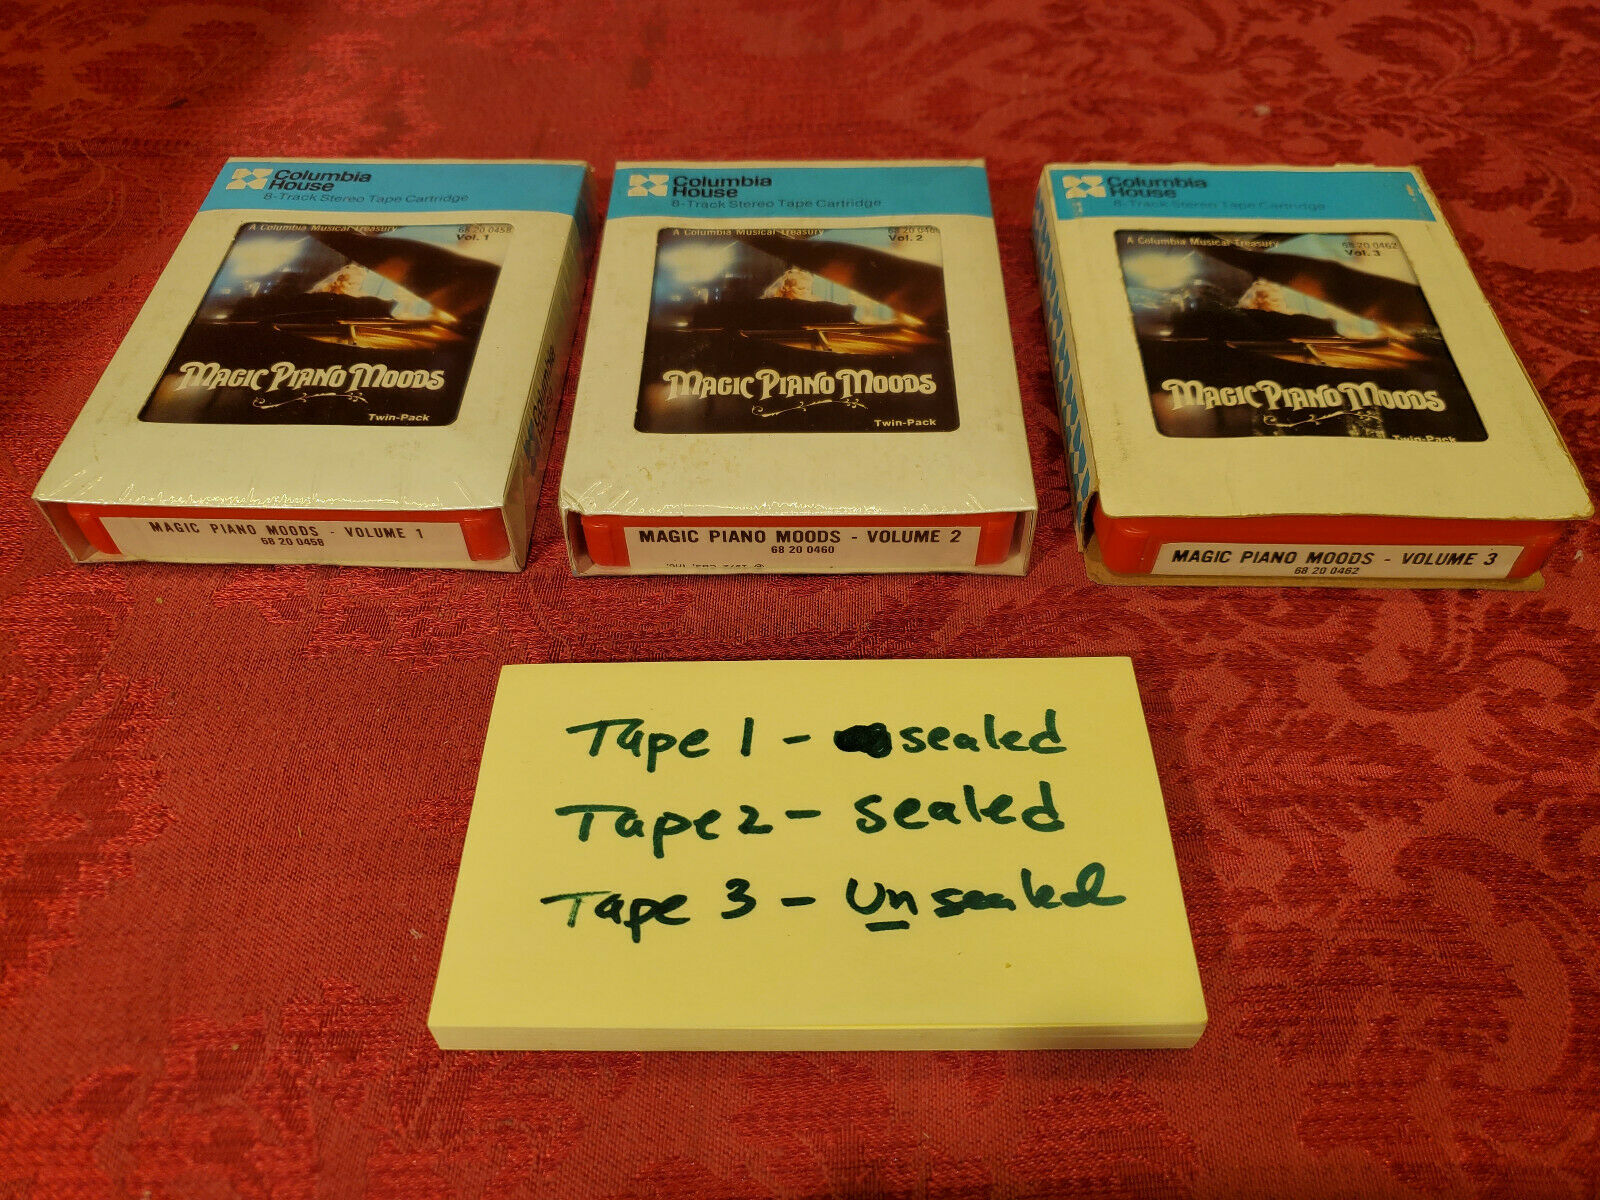 Columbia
House
8-Track Stereo Tape Cartridge
A Columbia Musical Treasury
68 20 0458
Vol. 1
MAGIC PIANO MOODS
Twin-Pack
MAGIC PIANO MOODS - VOLUME 1
68 20 0458
Columbia
House
8-Track Stereo Tape Cartridge
A Columbia Musical Treasury
Vol. 2
MAGIC PIANO MOODS
Twin-Pack
MAGIC PIANO MOODS - VOLUME 2
68 20 0460
Columbia
House
8-Track Stereo Tape Cartridge
A Columbia Musical Treasury
68 20 0462
Vol. 3
MAGIC PIANO MOODS
Twin-Pack
MAGIC PIANO MOODS - VOLUME 3
68 20 0462
Tape 1 - sealed
Tape 2 - sealed
Tape 3 - Unsealed